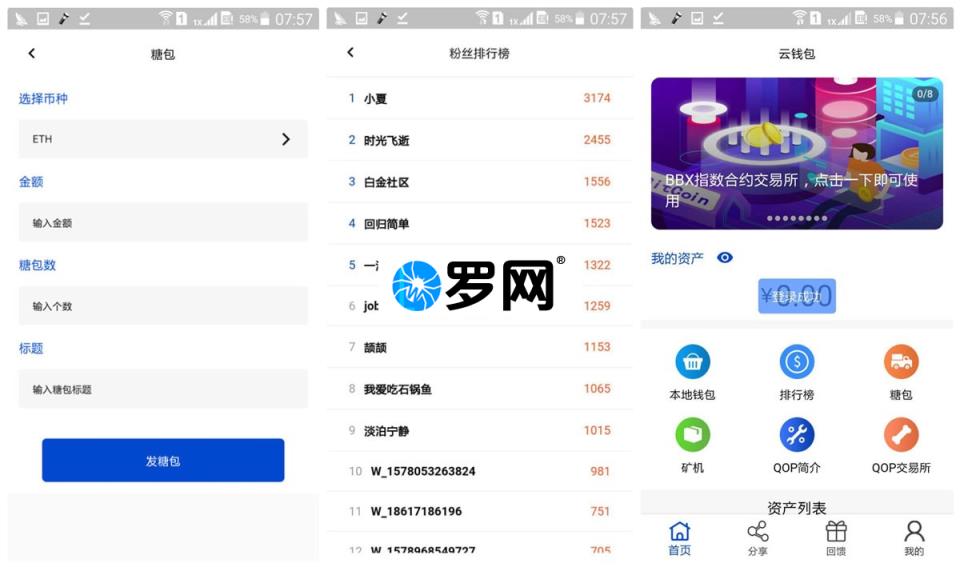 1x 58% 07:57
糖包
选择币种
ETH
金额
输入金额
糖包数
输入个数
标题
输入糖包标题
发糖包
1x 58% 07:57
粉丝排行榜
1 小夏 3174
2 时光飞逝 2455
3 白金社区 1556
4 回归简单 1523
5 一 1322
6 job 1259
罗网®
7 颉颉 1153
8 我爱吃石锅鱼 1065
9 淡泊宁静 1015
10 W_1578053263824 981
11 W_18617186196 751
12 W_1578968549727 705
1x 58% 07:56
云钱包
0/8
BBX指数合约交易所，点击一下即可使
用
BitCoin
我的资产
¥0.00
登录成功
本地钱包 排行榜 糖包
矿机 QOP简介 QOP交易所
资产列表
首页 分享 回馈 我的